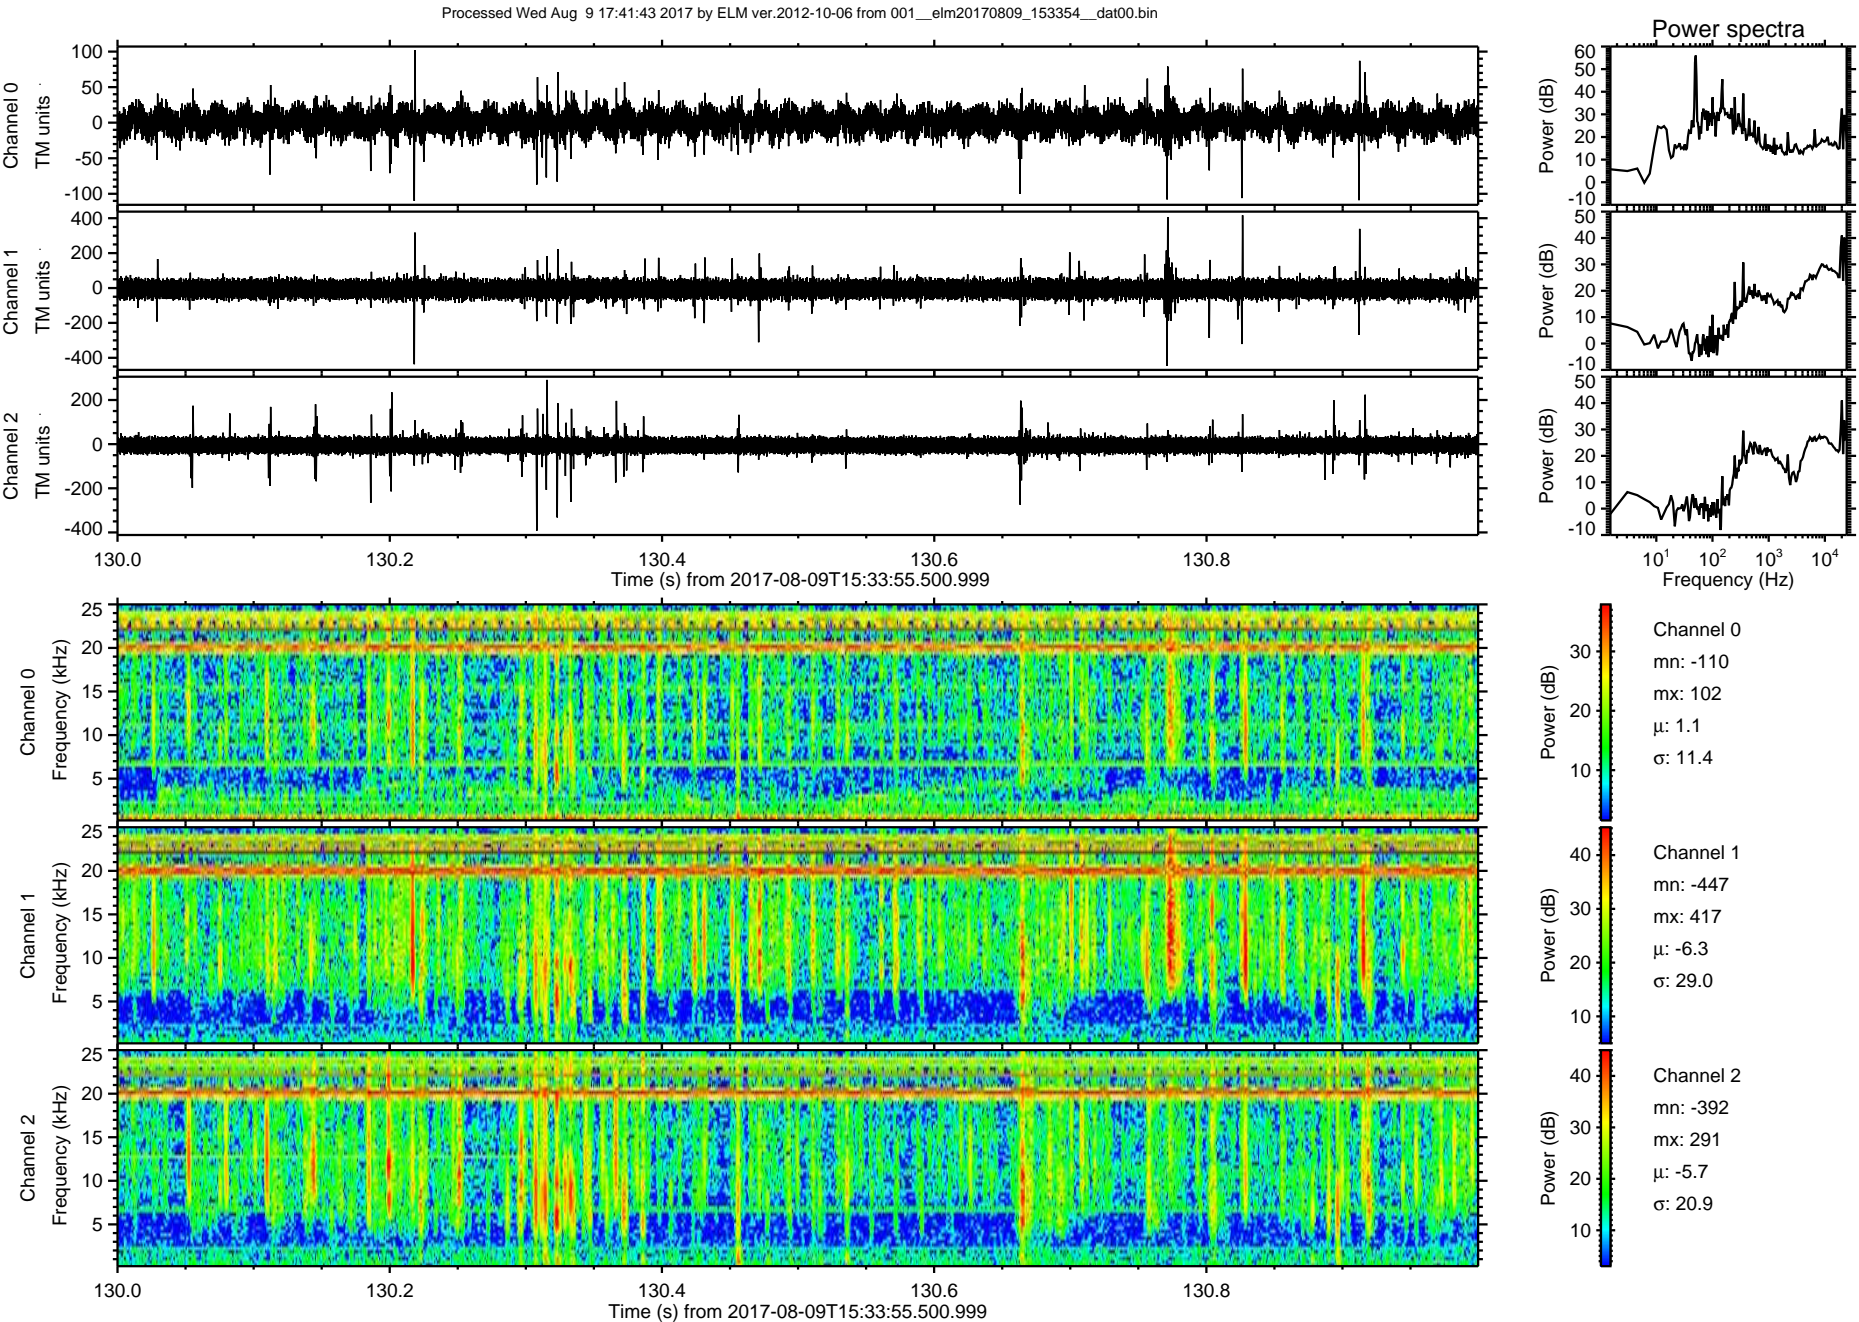 Processed Wed Aug 9 17:41:43 2017 by ELM ver.2012-10-06 from 001__elm20170809_153354__dat00.bin
Power spectra
Channel 0
TM units
100
50
0
-50
-100
Power (dB)
60
50
40
30
20
10
0
-10
Channel 1
TM units
400
200
0
-200
-400
Power (dB)
50
40
30
20
10
0
-10
Channel 2
TM units
200
0
-200
-400
Power (dB)
50
40
30
20
10
0
-10
130.0 130.2 130.4 130.6 130.8
Time (s) from 2017-08-09T15:33:55.500.999
10¹ 10² 10³ 10⁴
Frequency (Hz)
Channel 0
Frequency (kHz)
25
20
15
10
5
Power (dB)
30
20
10
Channel 0
mn: -110
mx: 102
μ: 1.1
σ: 11.4
Channel 1
Frequency (kHz)
25
20
15
10
5
Power (dB)
40
30
20
10
Channel 1
mn: -447
mx: 417
μ: -6.3
σ: 29.0
Channel 2
Frequency (kHz)
25
20
15
10
5
Power (dB)
40
30
20
10
Channel 2
mn: -392
mx: 291
μ: -5.7
σ: 20.9
130.0 130.2 130.4 130.6 130.8
Time (s) from 2017-08-09T15:33:55.500.999